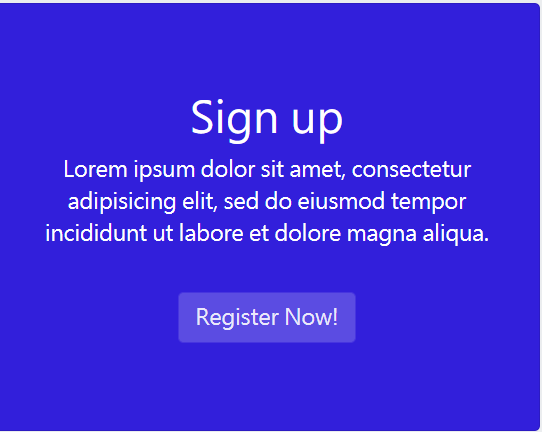 Sign up
Lorem ipsum dolor sit amet, consectetur
adipisicing elit, sed do eiusmod tempor
incididunt ut labore et dolore magna aliqua.
Register Now!